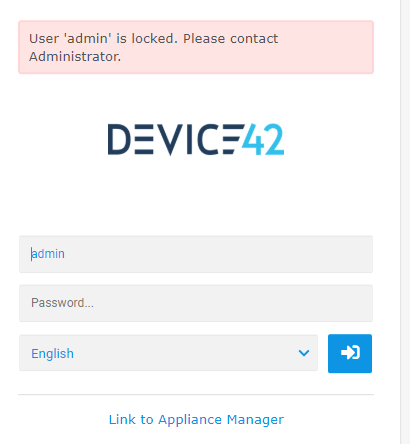 User 'admin' is locked. Please contact
Administrator.
DEVICE42
admin
Password...
English
Link to Appliance Manager